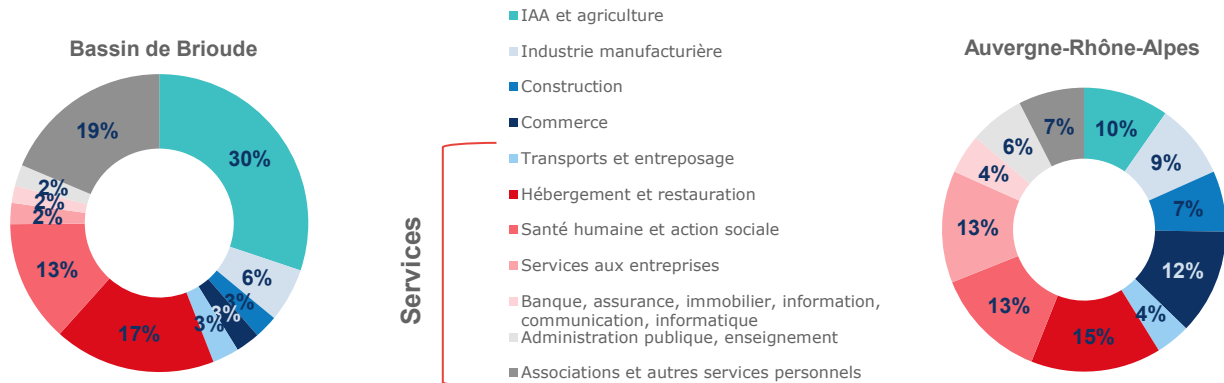 Bassin de Brioude
30%
6%
3%
3%
3%
17%
13%
2%
2%
2%
19%
IAA et agriculture
Industrie manufacturière
Construction
Commerce
Services
Transports et entreposage
Hébergement et restauration
Santé humaine et action sociale
Services aux entreprises
Banque, assurance, immobilier, information,
communication, informatique
Administration publique, enseignement
Associations et autres services personnels
Auvergne-Rhône-Alpes
10%
9%
7%
12%
4%
15%
13%
13%
4%
6%
7%